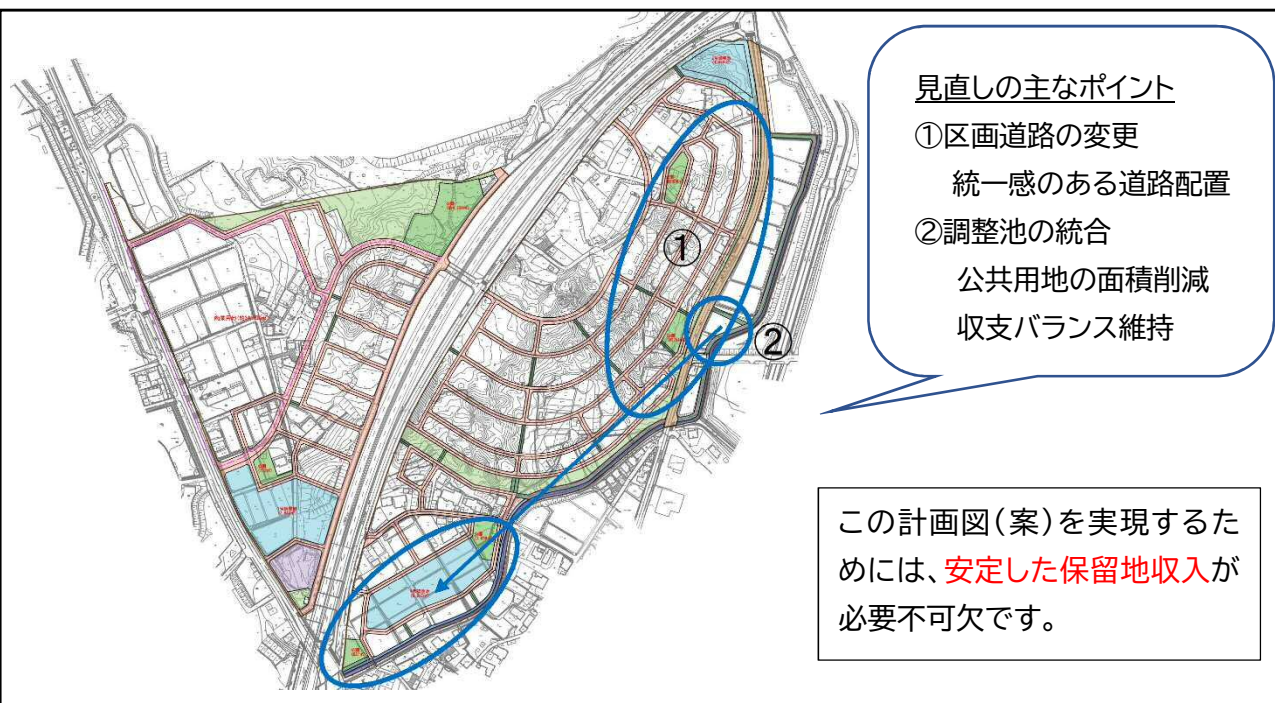 見直しの主なポイント
①区画道路の変更
統一感のある道路配置
②調整池の統合
公共用地の面積削減
収支バランス維持
①
②
この計画図(案)を実現するた
めには、安定した保留地収入が
必要不可欠です。